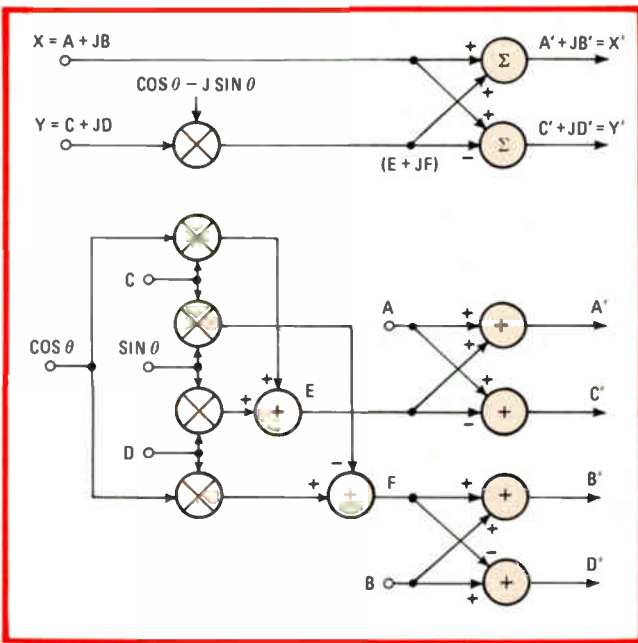 X = A + JB
A′ + JB′ = X′
+
Σ
+
COS θ – J SIN θ
Y = C + JD
+
Σ
C′ + JD′ = Y′
–
(E + JF)
C
A
+
+
A′
+
COS θ
SIN θ
–
+
+
E
+
+
–
+
C′
D
+
+
F
+
+
B′
+
–
B
+
+
D′